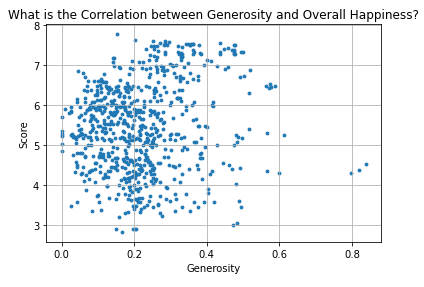 What is the Correlation between Generosity and Overall Happiness?
8
7
6
5
4
3
Score
0.0 0.2 0.4 0.6 0.8
Generosity